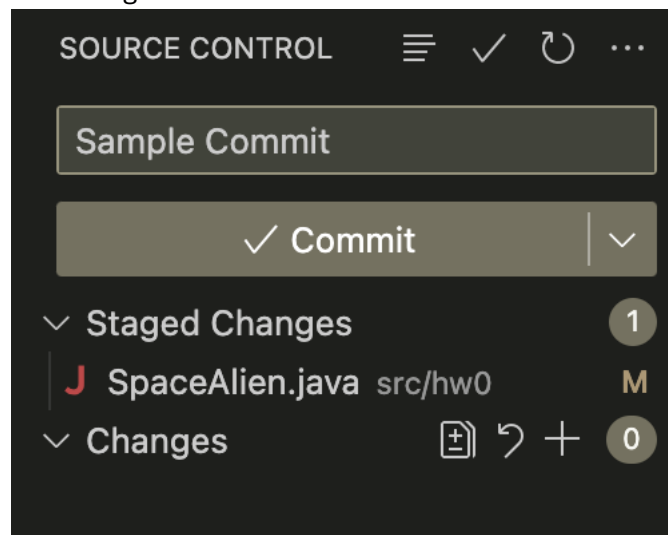 SOURCE CONTROL
Sample Commit
Commit
Staged Changes 1
J SpaceAlien.java src/hw0 M
Changes 0